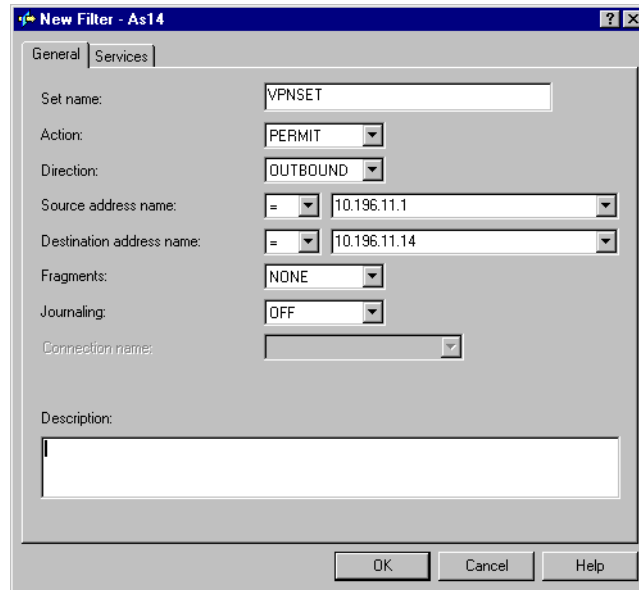 New Filter - As14
General Services
Set name: VPNSET
Action: PERMIT
Direction: OUTBOUND
Source address name: = 10.196.11.1
Destination address name: = 10.196.11.14
Fragments: NONE
Journaling: OFF
Connection name:
Description:
OK Cancel Help